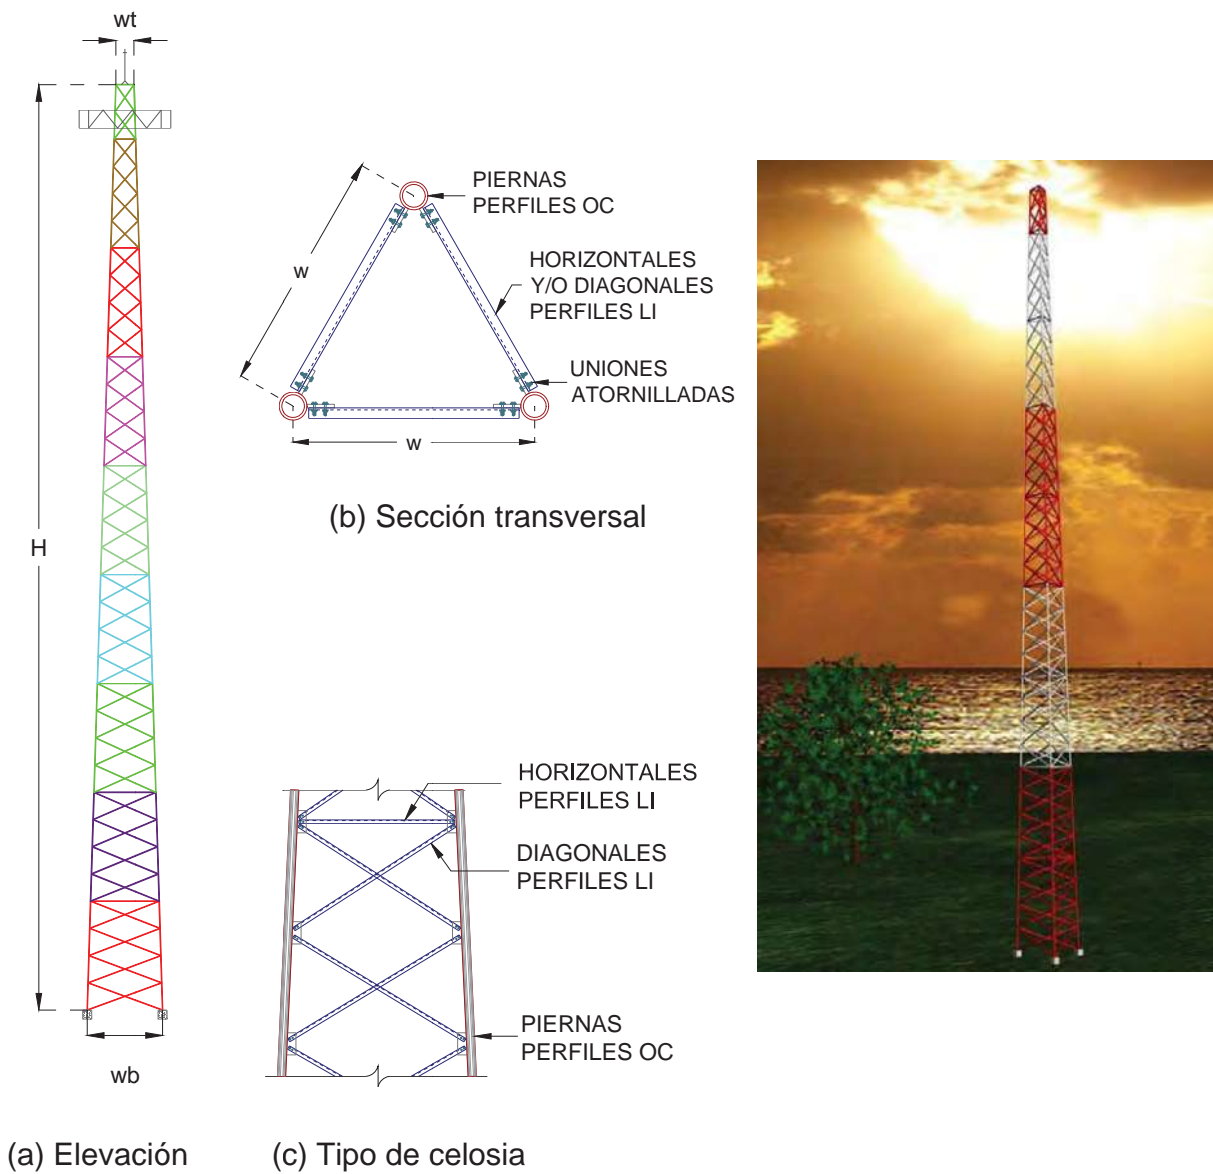 wt
PIERNAS
PERFILES OC
HORIZONTALES
Y/O DIAGONALES
PERFILES LI
w
UNIONES
ATORNILLADAS
w
(b) Sección transversal
H
HORIZONTALES
PERFILES LI
DIAGONALES
PERFILES LI
PIERNAS
PERFILES OC
wb
(a) Elevación
(c) Tipo de celosia